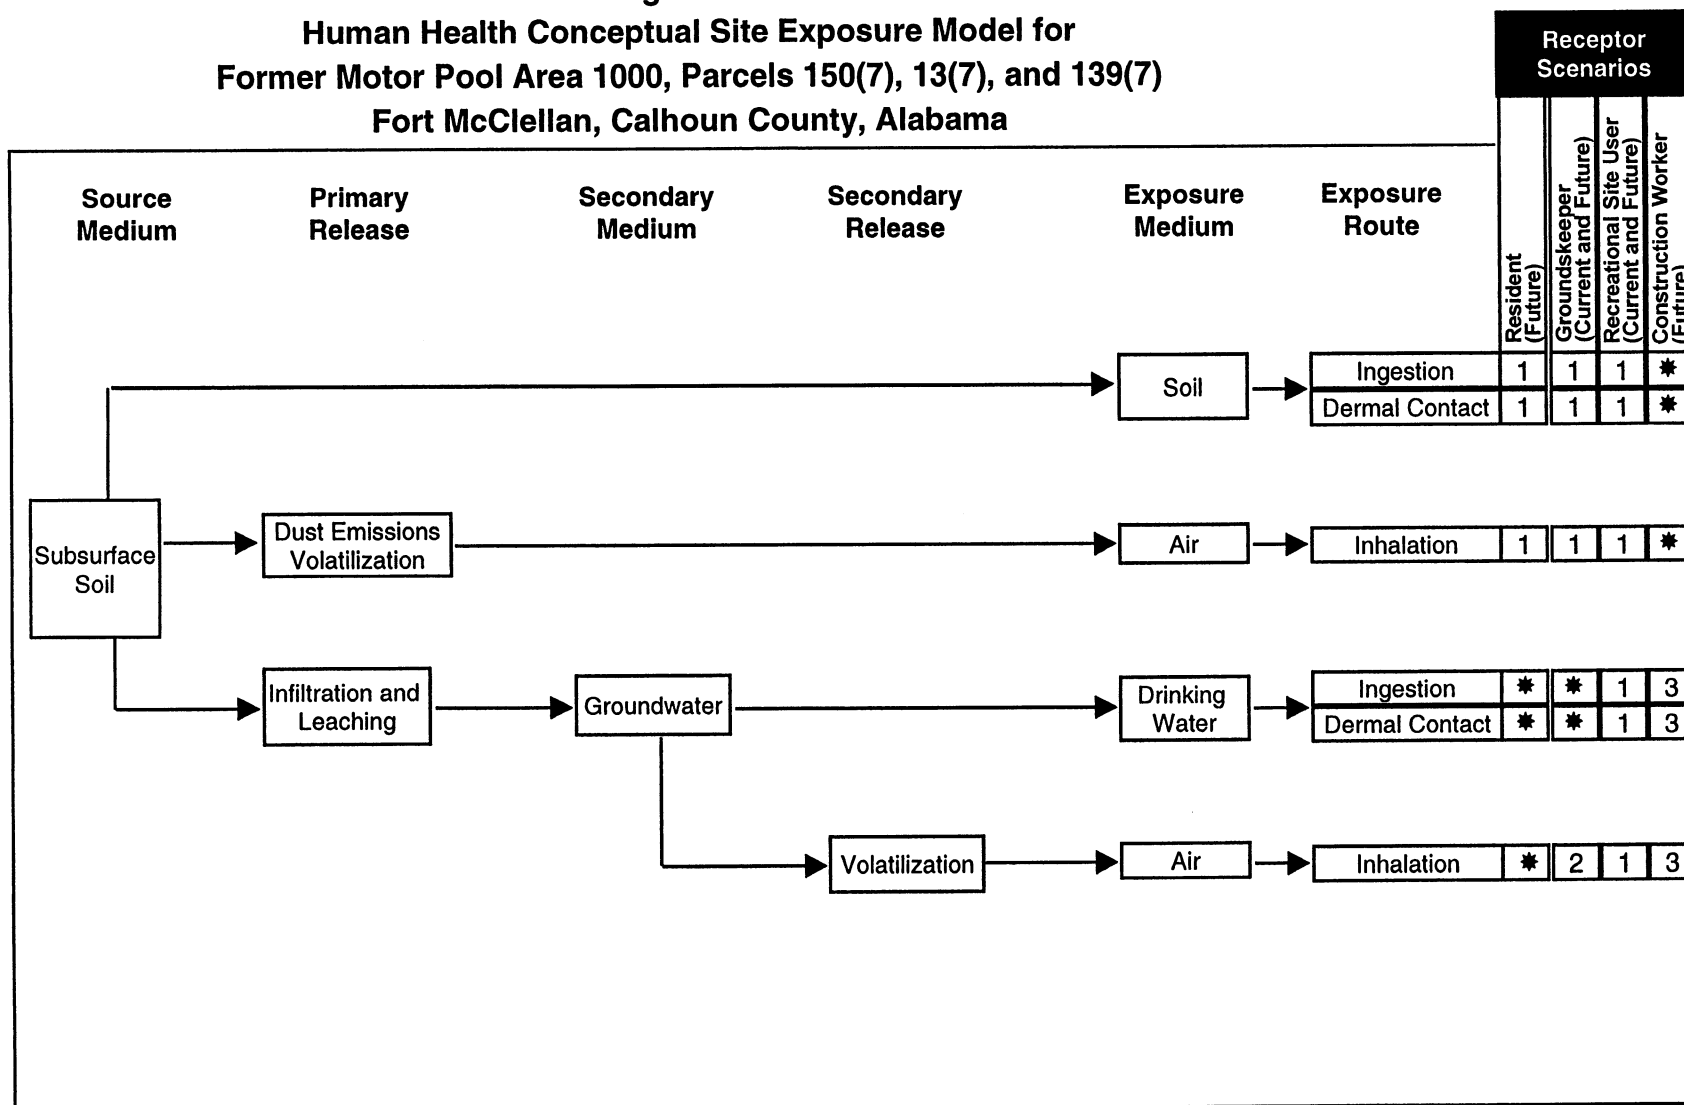 Human Health Conceptual Site Exposure Model for
Former Motor Pool Area 1000, Parcels 150(7), 13(7), and 139(7)
Fort McClellan, Calhoun County, Alabama
Receptor
Scenarios
Source
Medium
Primary
Release
Secondary
Medium
Secondary
Release
Exposure
Medium
Exposure
Route
Resident
(Future)
Groundskeeper
(Current and Future)
Recreational Site User
(Current and Future)
Construction Worker
(Future)
Soil
Ingestion 1 1 1 *
Dermal Contact 1 1 1 *
Subsurface
Soil
Dust Emissions
Volatilization
Air
Inhalation 1 1 1 *
Infiltration and
Leaching
Groundwater
Drinking
Water
Ingestion * * 1 3
Dermal Contact * * 1 3
Volatilization
Air
Inhalation * 2 1 3